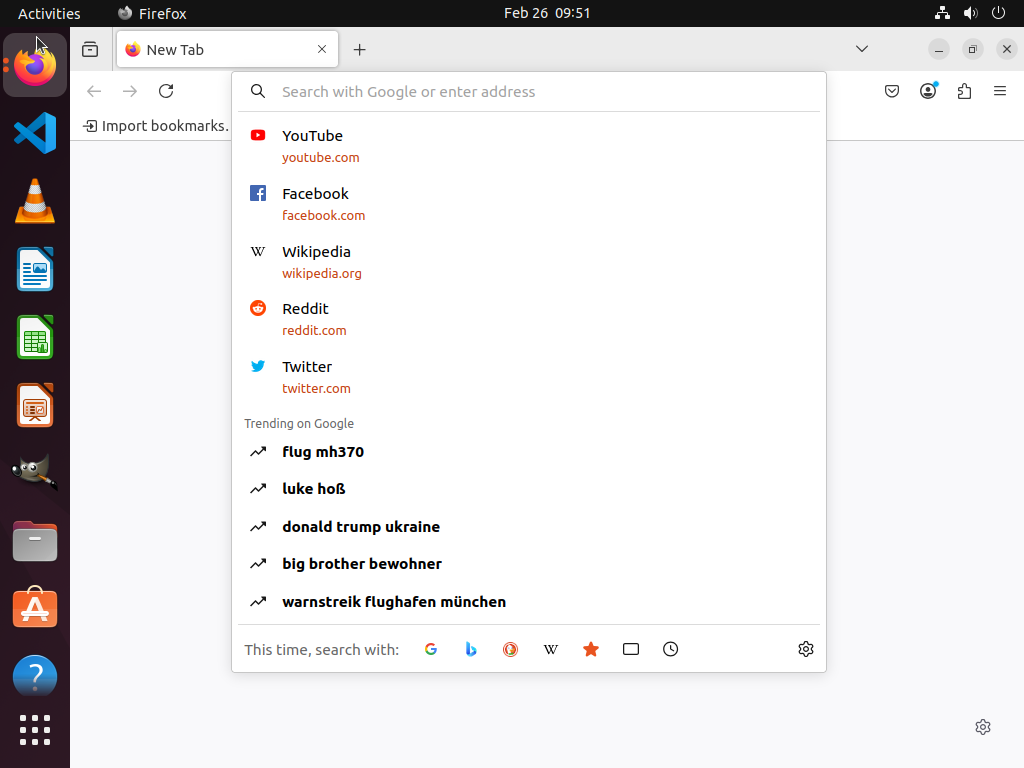 Activities
Firefox
Feb 26 09:51
New Tab
Search with Google or enter address
Import bookmarks.
YouTube
youtube.com
Facebook
facebook.com
W
Wikipedia
wikipedia.org
Reddit
reddit.com
Twitter
twitter.com
Trending on Google
flug mh370
luke hoß
donald trump ukraine
big brother bewohner
warnstreik flughafen münchen
This time, search with:
W